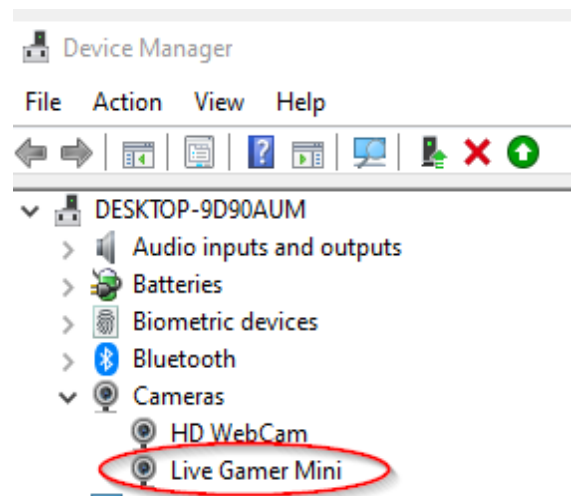 Device Manager
File Action View Help
DESKTOP-9D90AUM
Audio inputs and outputs
Batteries
Biometric devices
Bluetooth
Cameras
HD WebCam
Live Gamer Mini